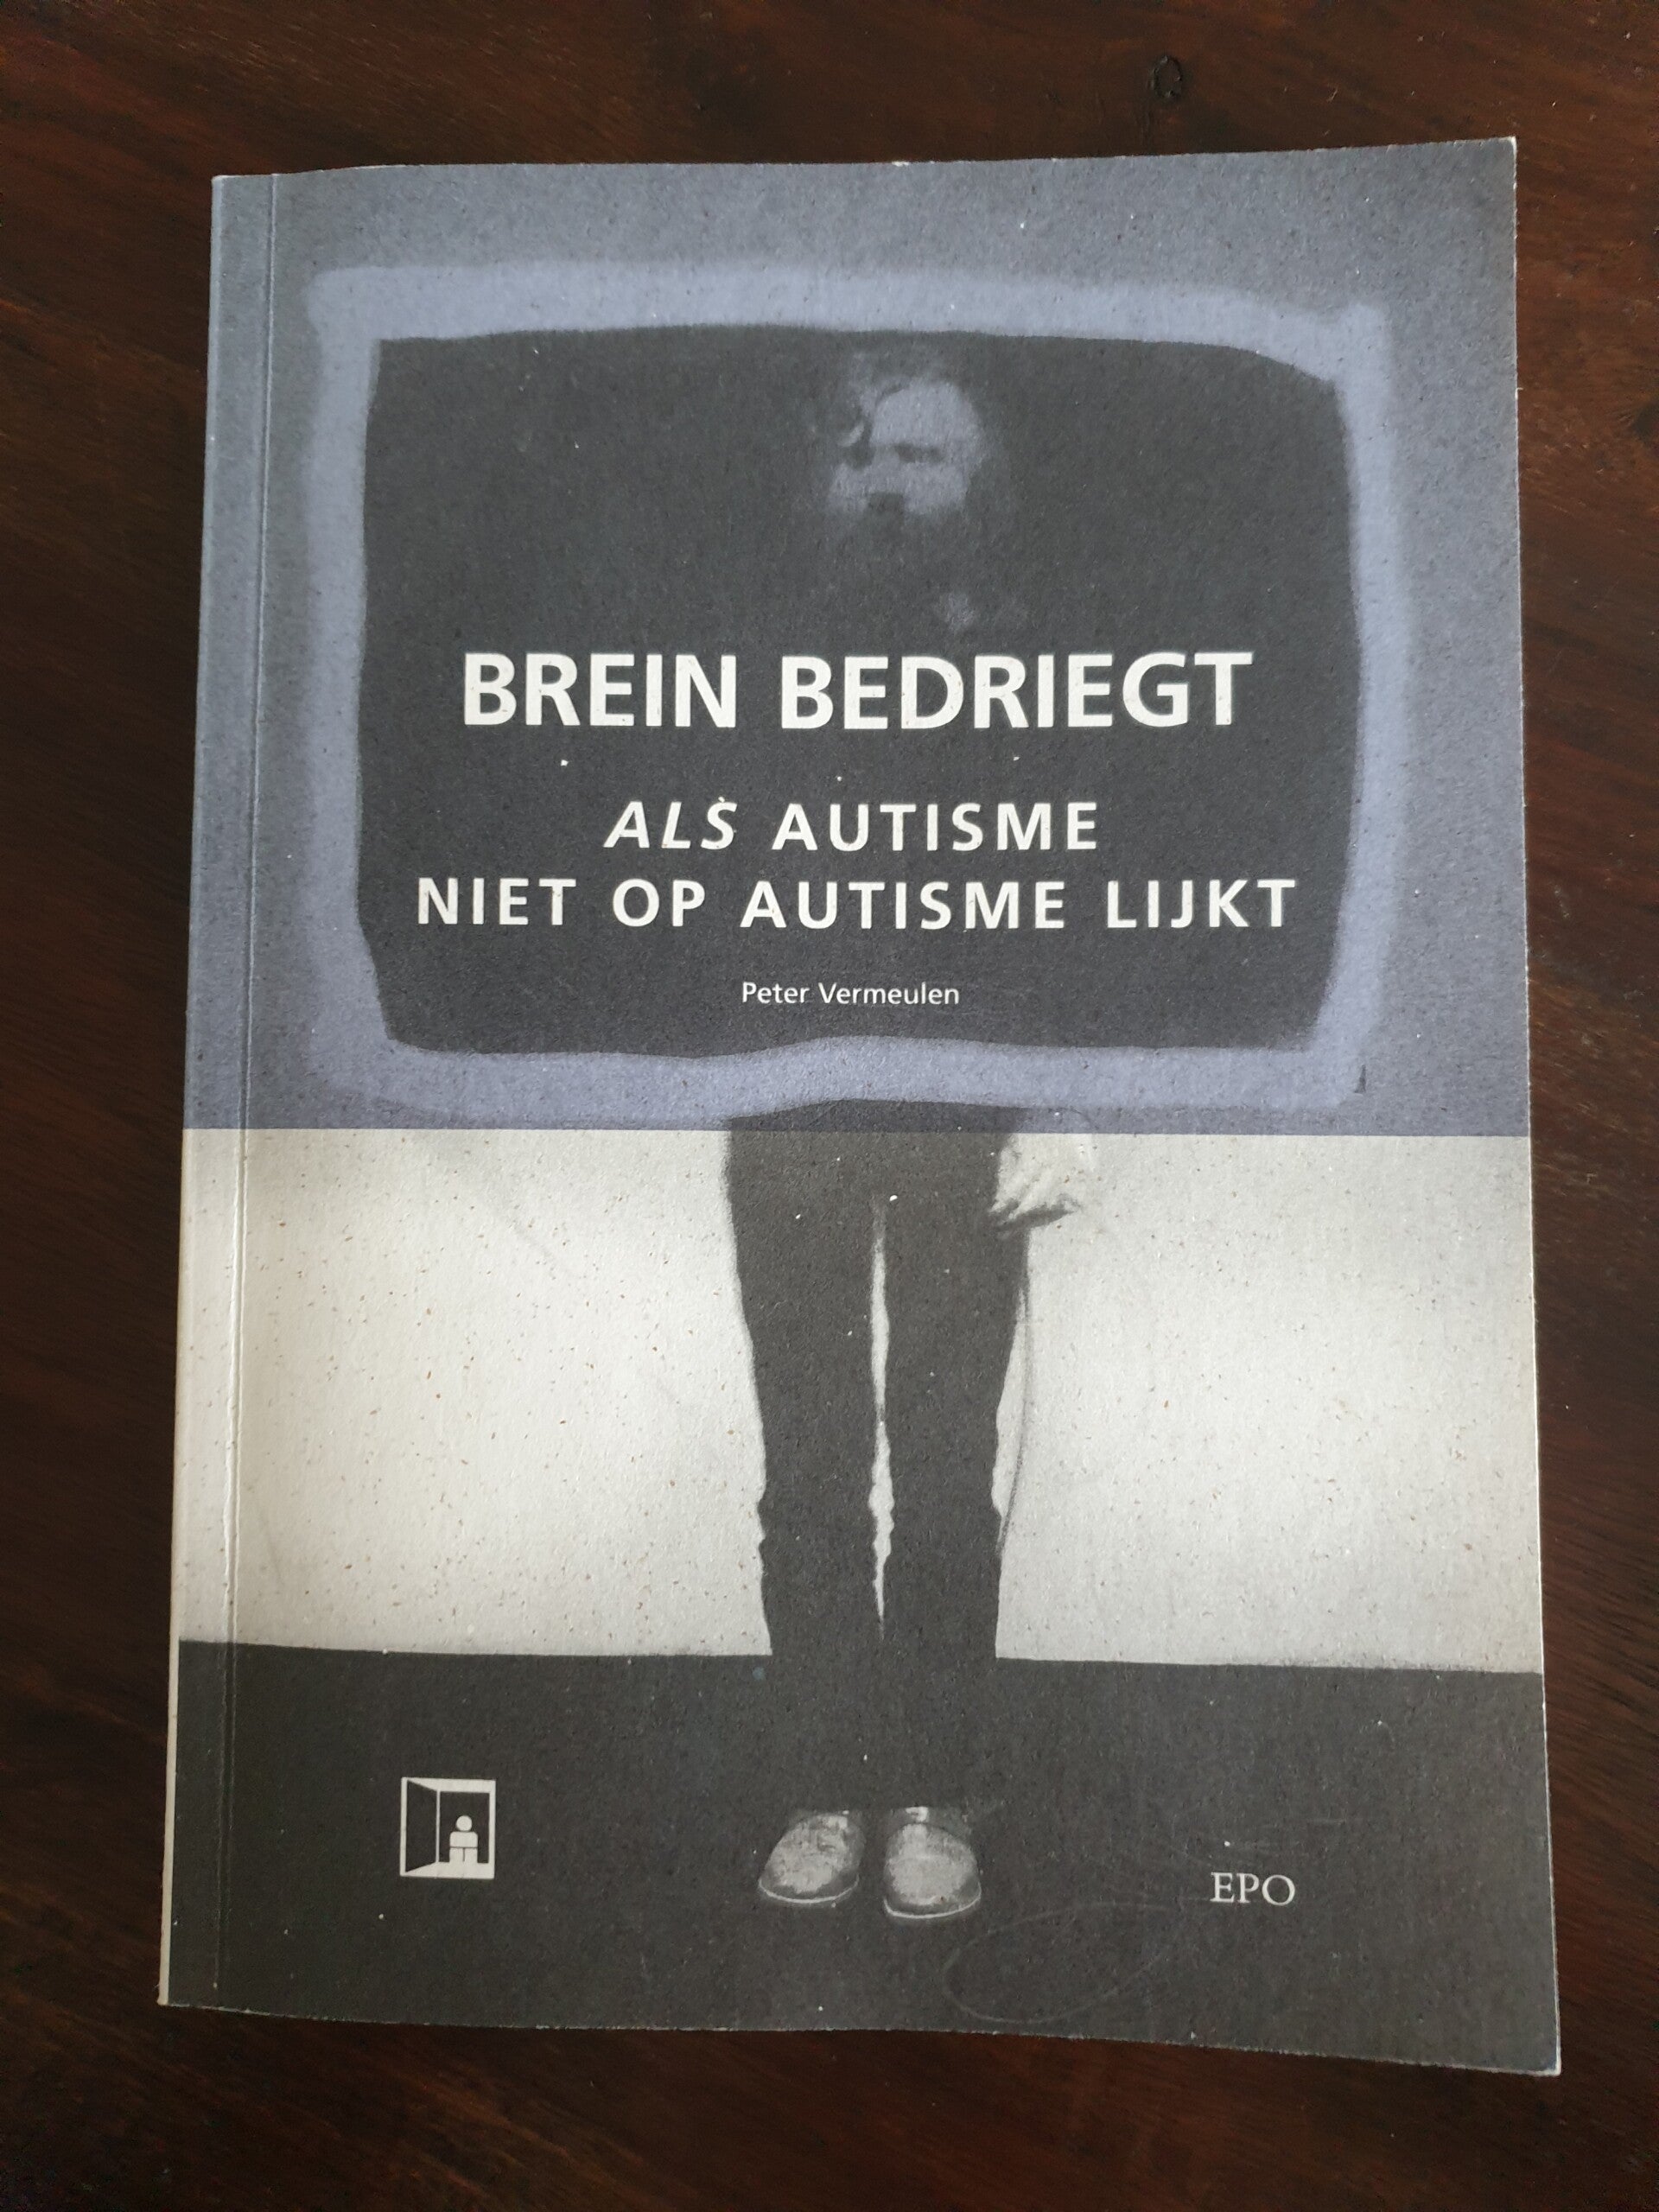 BREIN BEDRIEGT
ALS AUTISME
NIET OP AUTISME LIJKT
Peter Vermeulen
EPO